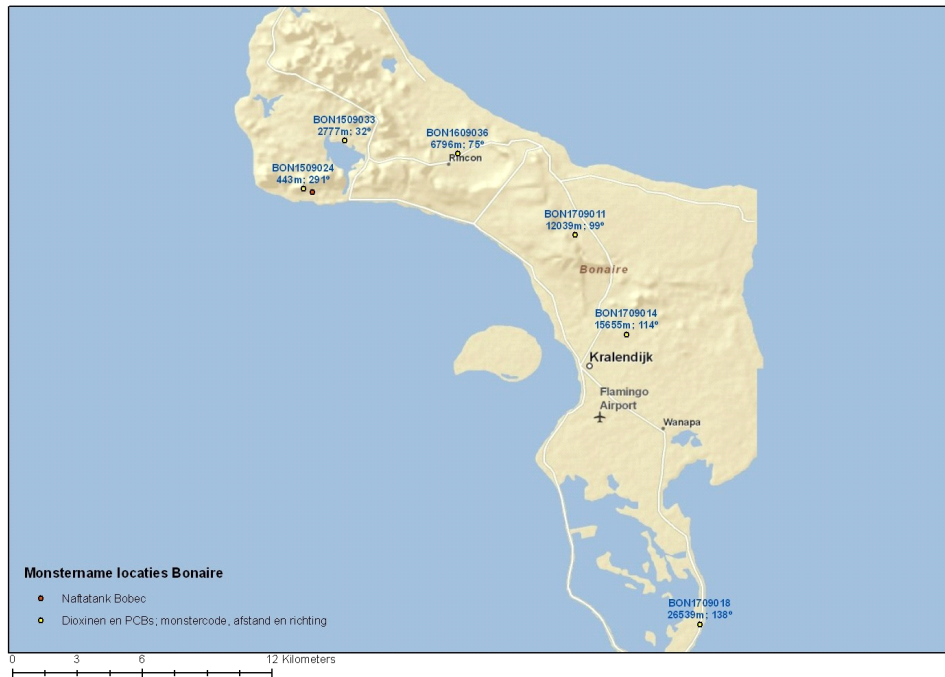 BON1509033
2777m; 32°
BON1609036
6796m; 75°
Rincon
BON1509024
443m; 291°
BON1709011
12039m; 99°
Bonaire
BON1709014
15655m; 114°
Kralendijk
Flamingo
Airport
Wanapa
BON1709018
26539m; 138°
Monstername locaties Bonaire
Naftatank Bobec
Dioxinen en PCBs; monstercode, afstand en richting
0 3 6 12 Kilometers